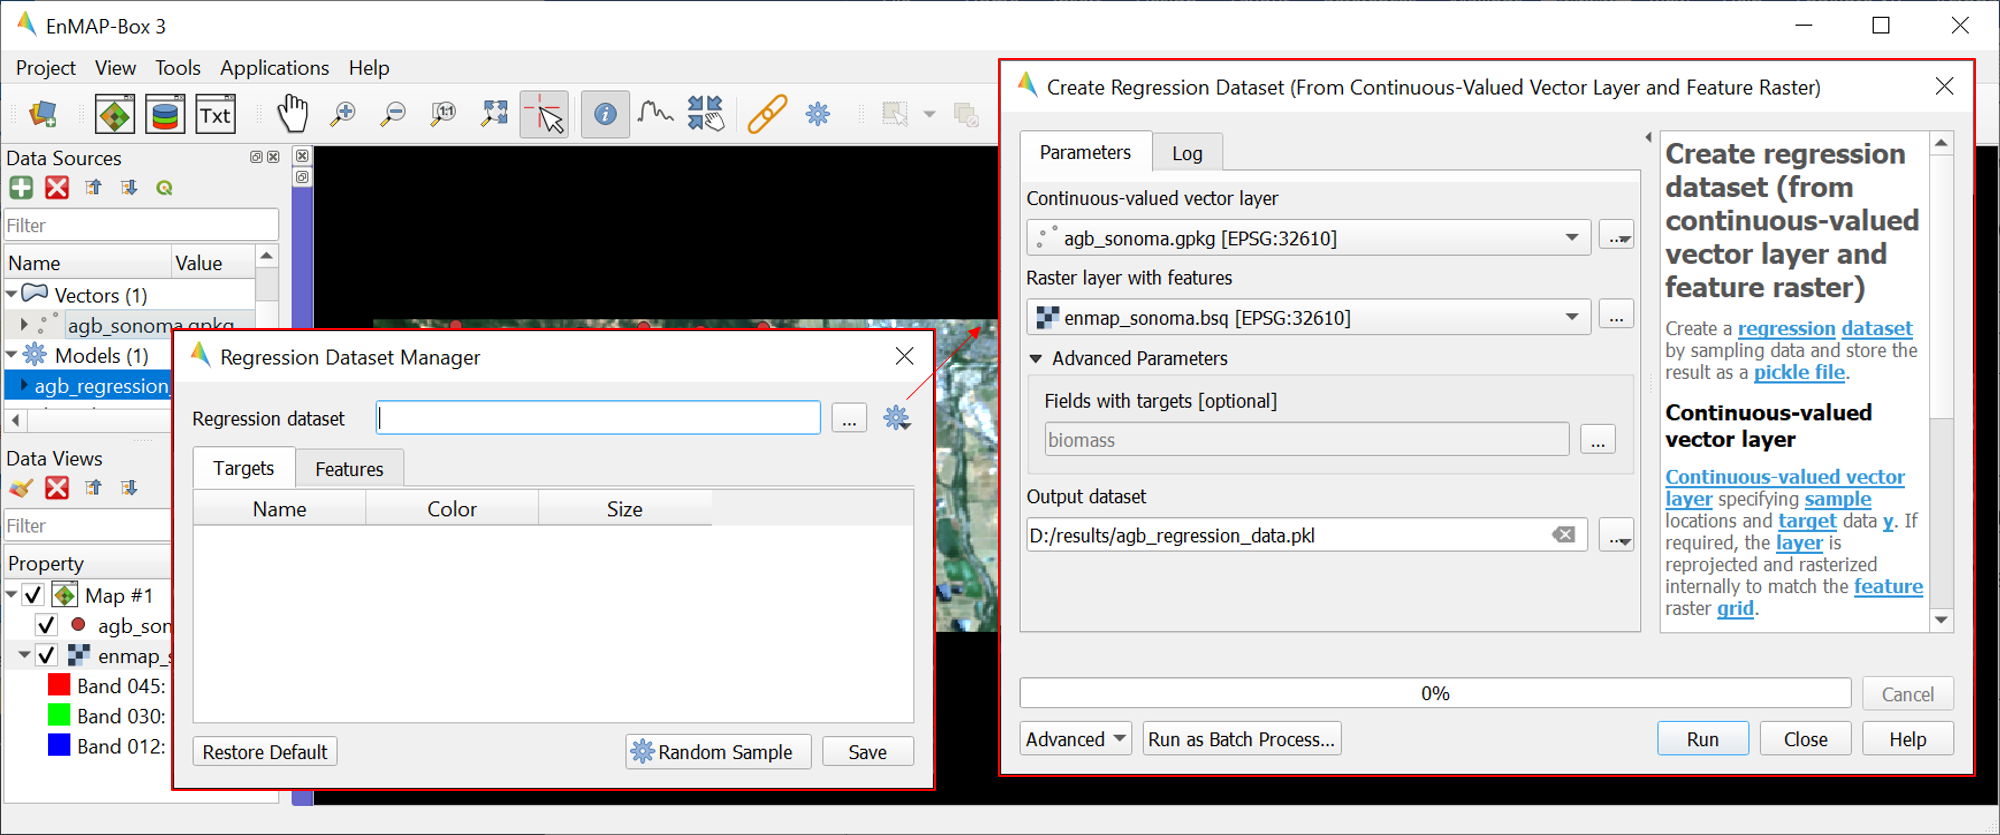 EnMAP-Box 3
Project View Tools Applications Help
1:1
Txt
Data Sources
Filter
Name Value
Vectors (1)
agb_sonoma.gpkg
Models (1)
agb_regression_
Data Views
Filter
Property
Map #1
agb_son
enmap_s
Band 045:
Band 030:
Band 012:
Regression Dataset Manager
Regression dataset
...
Targets Features
Name Color Size
Restore Default
Random Sample
Save
Create Regression Dataset (From Continuous-Valued Vector Layer and Feature Raster)
Parameters Log
Continuous-valued vector layer
agb_sonoma.gpkg [EPSG:32610]
...
Raster layer with features
enmap_sonoma.bsq [EPSG:32610]
...
Advanced Parameters
Fields with targets [optional]
biomass
...
Output dataset
D:/results/agb_regression_data.pkl
...
Create regression
dataset (from
continuous-valued
vector layer and
feature raster)
Create a regression dataset
by sampling data and store the
result as a pickle file.
Continuous-valued
vector layer
Continuous-valued vector
layer specifying sample
locations and target data y. If
required, the layer is
reprojected and rasterized
internally to match the feature
raster grid.
0%
Cancel
Advanced
Run as Batch Process...
Run
Close
Help